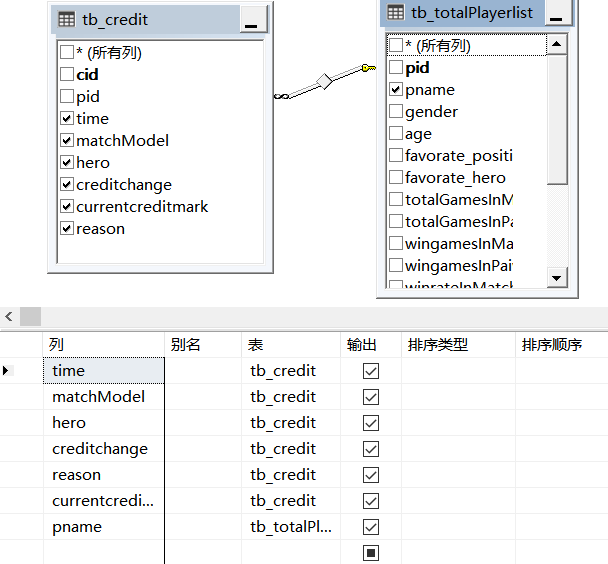 tb_credit
* (所有列)
cid
pid
time
matchModel
hero
creditchange
currentcreditmark
reason
tb_totalPlayerlist
* (所有列)
pid
pname
gender
age
favorate_positi
favorate_hero
totalGamesInM
totalGamesInPa
wingamesInMa
wingamesInPai
winrateInMatch
列 别名 表 输出 排序类型 排序顺序
time tb_credit
matchModel tb_credit
hero tb_credit
creditchange tb_credit
reason tb_credit
currentcredi... tb_credit
pname tb_totalPl...